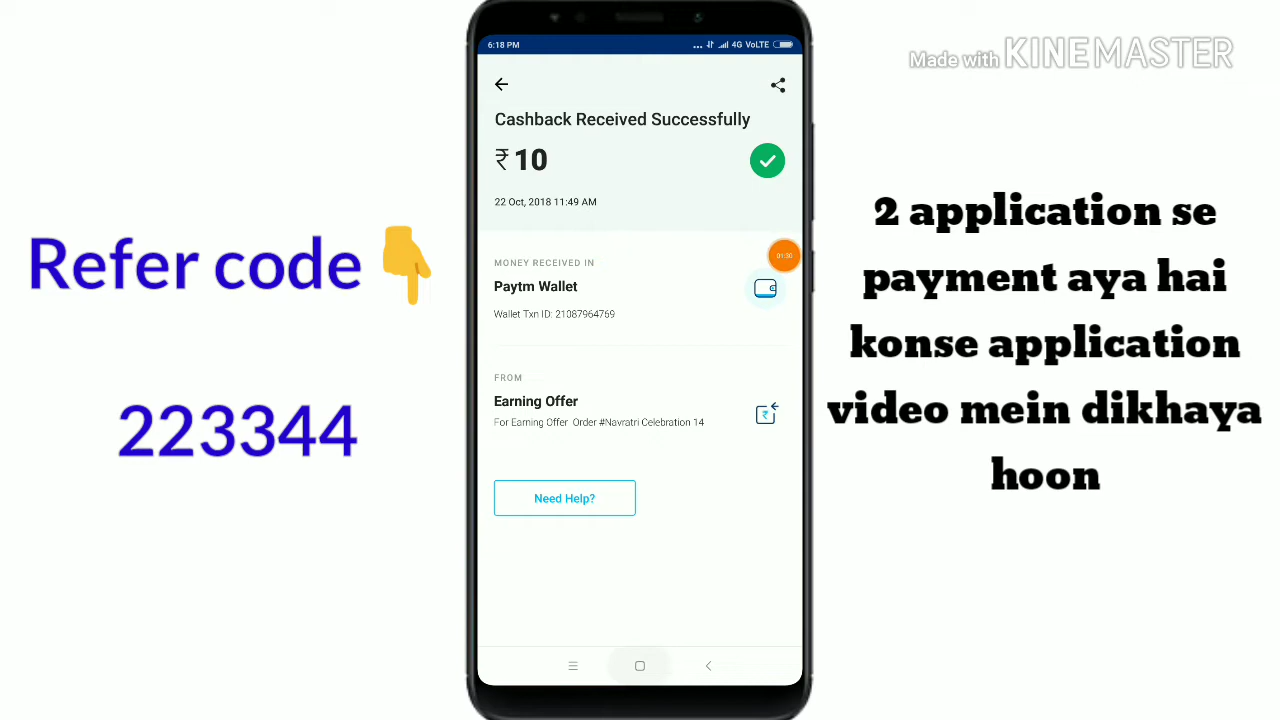 Made with KINEMASTER
6:18 PM
4G VoLTE
Cashback Received Successfully
₹ 10
22 Oct, 2018 11:49 AM
01:30
MONEY RECEIVED IN
Paytm Wallet
Wallet Txn ID: 21087964769
FROM
Earning Offer
For Earning Offer Order #Navratri Celebration 14
Need Help?
Refer code
223344
2 application se
payment aya hai
konse application
video mein dikhaya
hoon